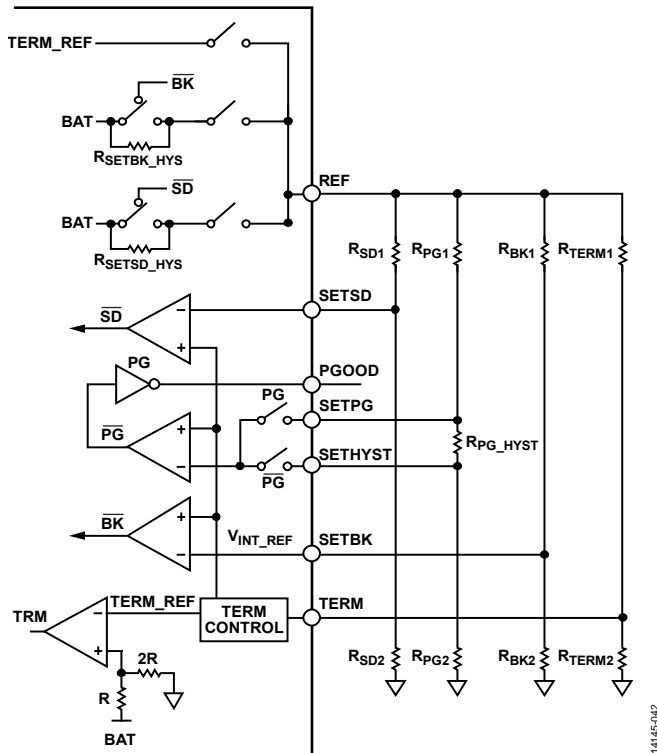 TERM_REF
BK
BAT
RSETBK_HYS
SD
REF
BAT
RSETSD_HYS
RSD1
RPG1
RBK1
RTERM1
SETSD
SD
PG
PGOOD
PG
SETPG
PG
RPG_HYST
PG
SETHYST
BK
VINT_REF
SETBK
TERM_REF
TERM
TRM
TERM
CONTROL
2R
RSD2
RPG2
RBK2
RTERM2
R
BAT
14145-042